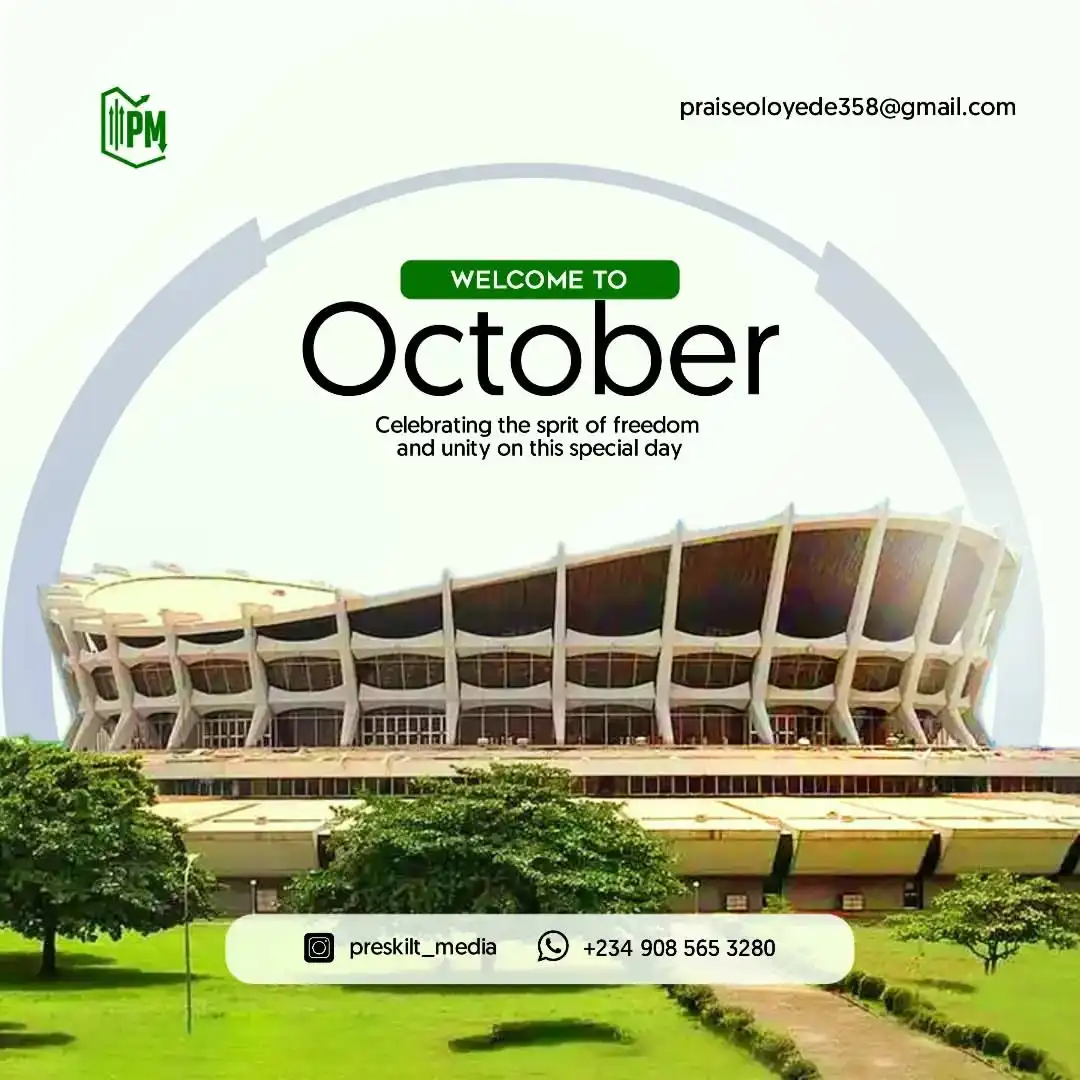 PM
praiseoloyede358@gmail.com
WELCOME TO
October
Celebrating the sprit of freedom
and unity on this special day
preskilt_media
+234 908 565 3280